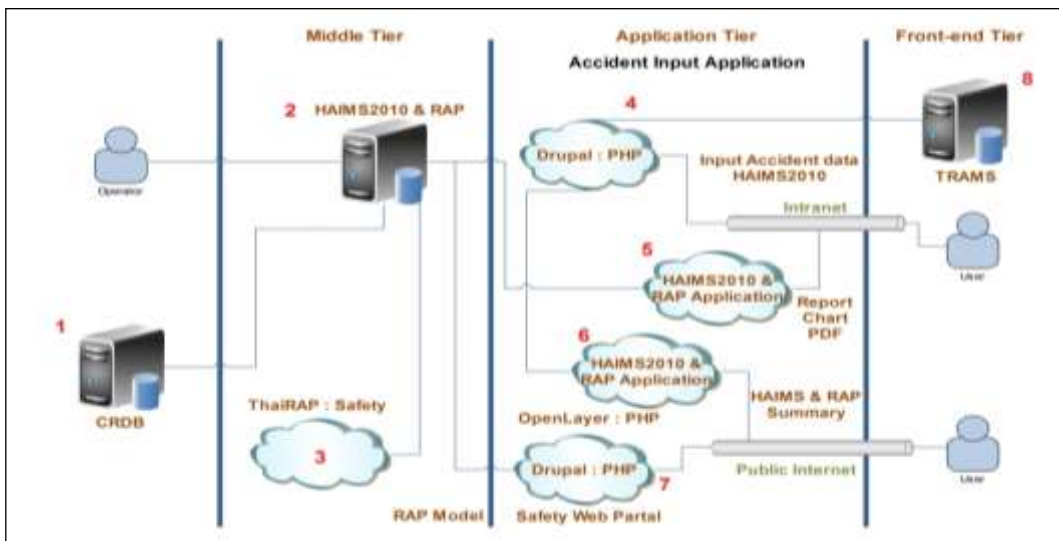 Middle Tier
Application Tier
Front-end Tier
Accident Input Application
2
HAIMS2010 & RAP
4
8
Drupal : PHP
Input Accident data
HAIMS2010
TRAMS
Operator
Intranet
User
5
HAIMS2010 &
RAP Application
Report
Chart
PDF
1
CRDB
6
HAIMS2010 &
RAP Application
HAIMS & RAP
Summary
ThaiRAP : Safety
OpenLayer : PHP
3
Drupal : PHP
7
Public Internet
User
RAP Model
Safety Web Partal